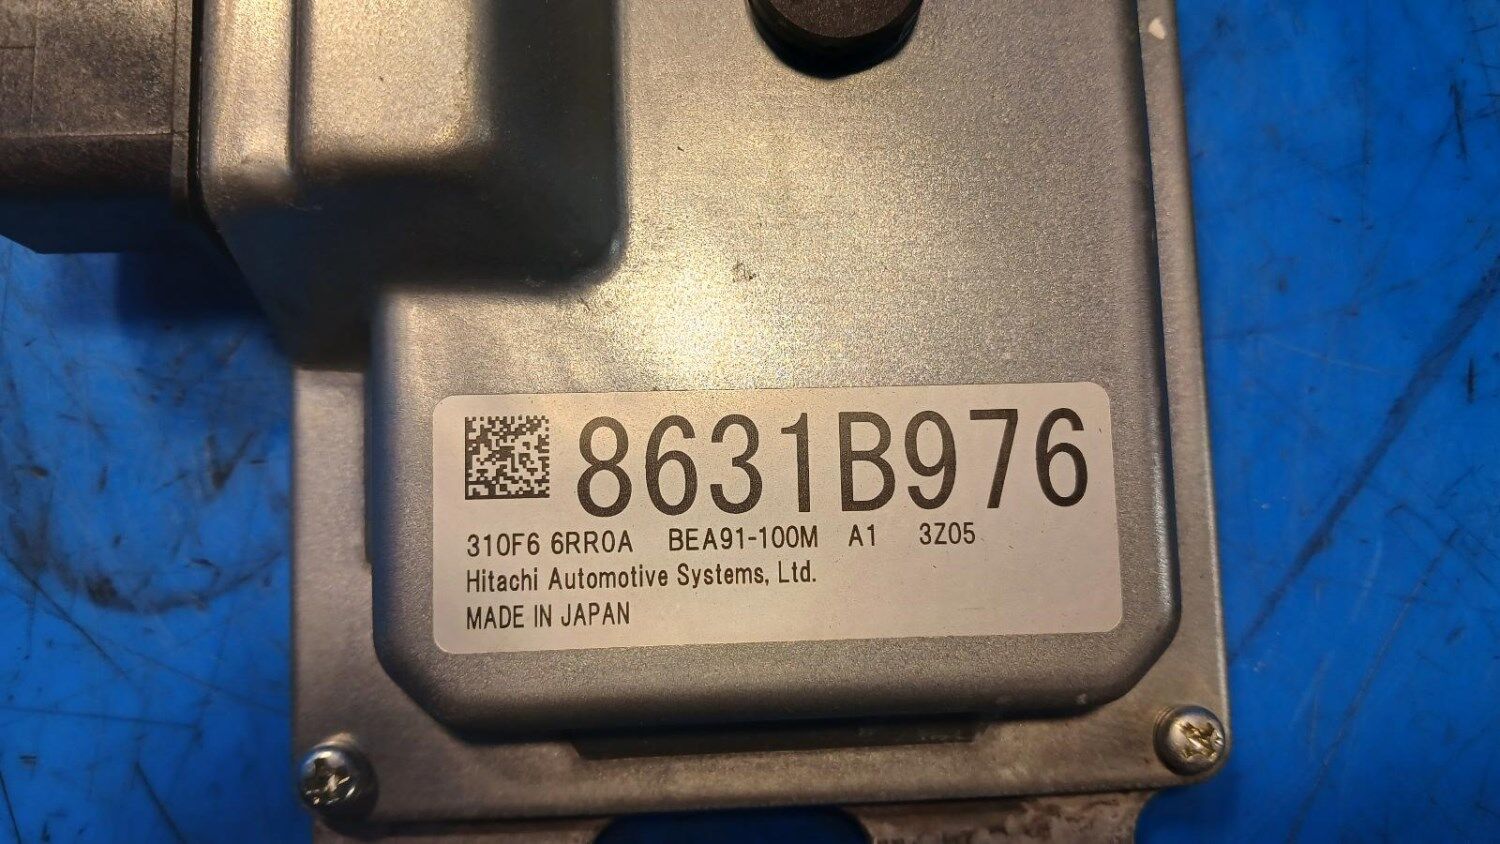 8631B976
310F6 6RR0A BEA91-100M A1 3Z05
Hitachi Automotive Systems, Ltd.
MADE IN JAPAN